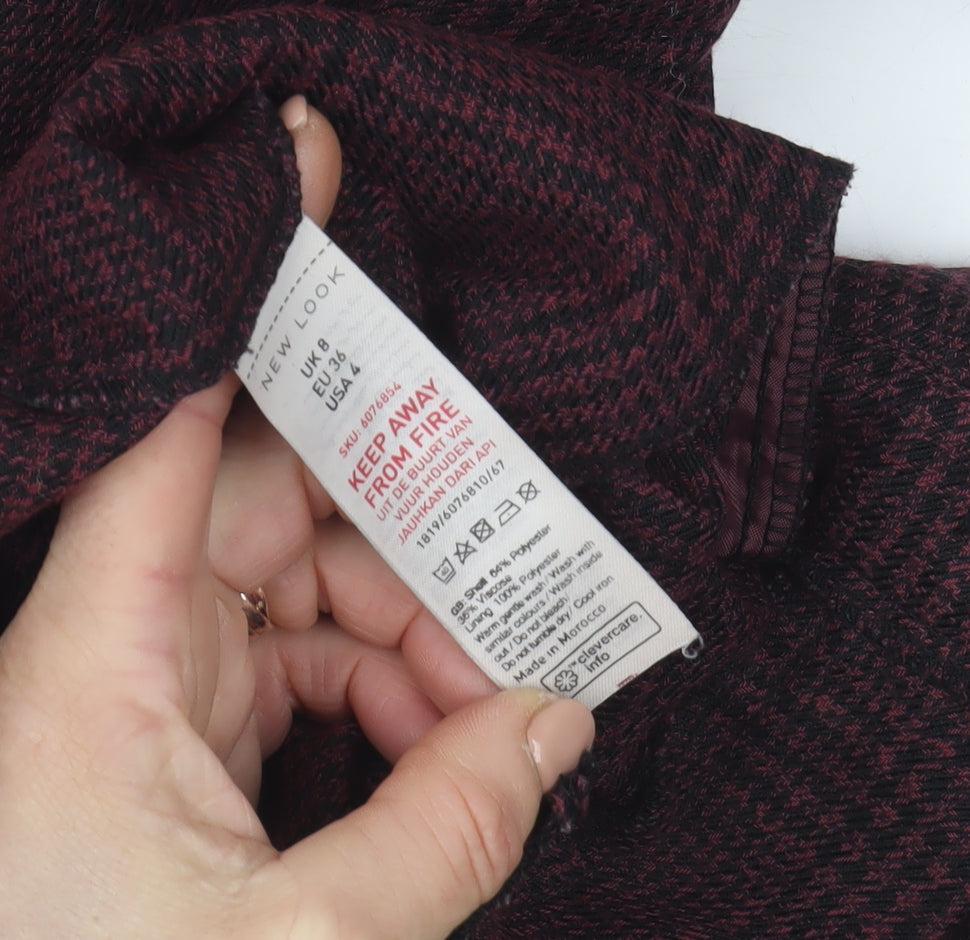 NEW LOOK
UK 8
EU 36
USA 4
SKU: 6076854
KEEP AWAY
FROM FIRE
UIT DE BUURT VAN
VUUR HOUDEN
JAUHKAN DARI API
1819/6076810/67
40
GB Shell 64% Polyester
36% Viscose
Lining 100% Polyester
Warm gentle wash / Wash with
similar colours / Wash inside
out / Do not bleach /
Do not tumble dry / Cool iron
Made in Morocco
clevercare.
info